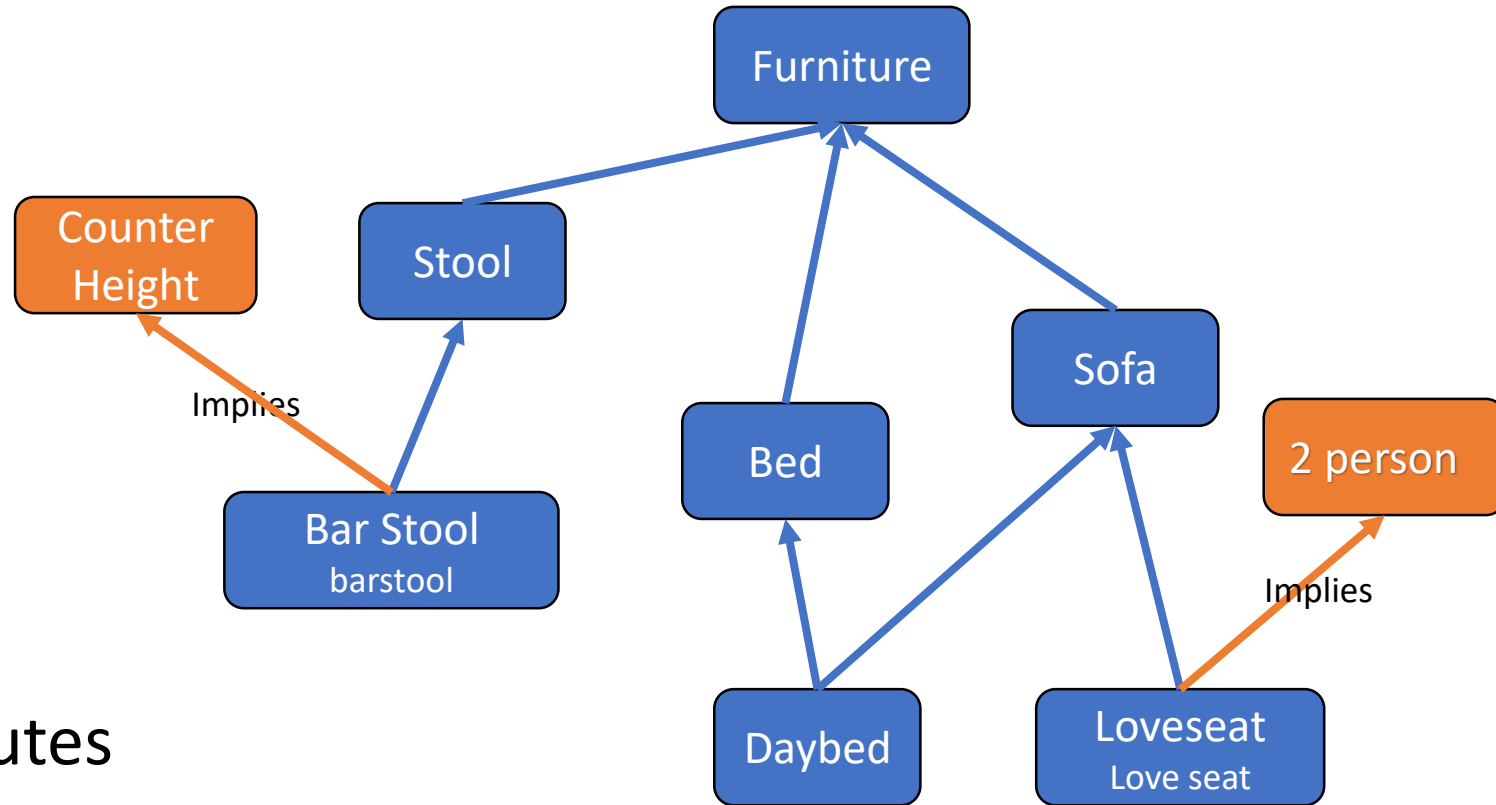 Furniture
Counter
Height
Stool
Sofa
Implies
Bed
2 person
Bar Stool
barstool
Implies
Daybed
Loveseat
Love seat
utes